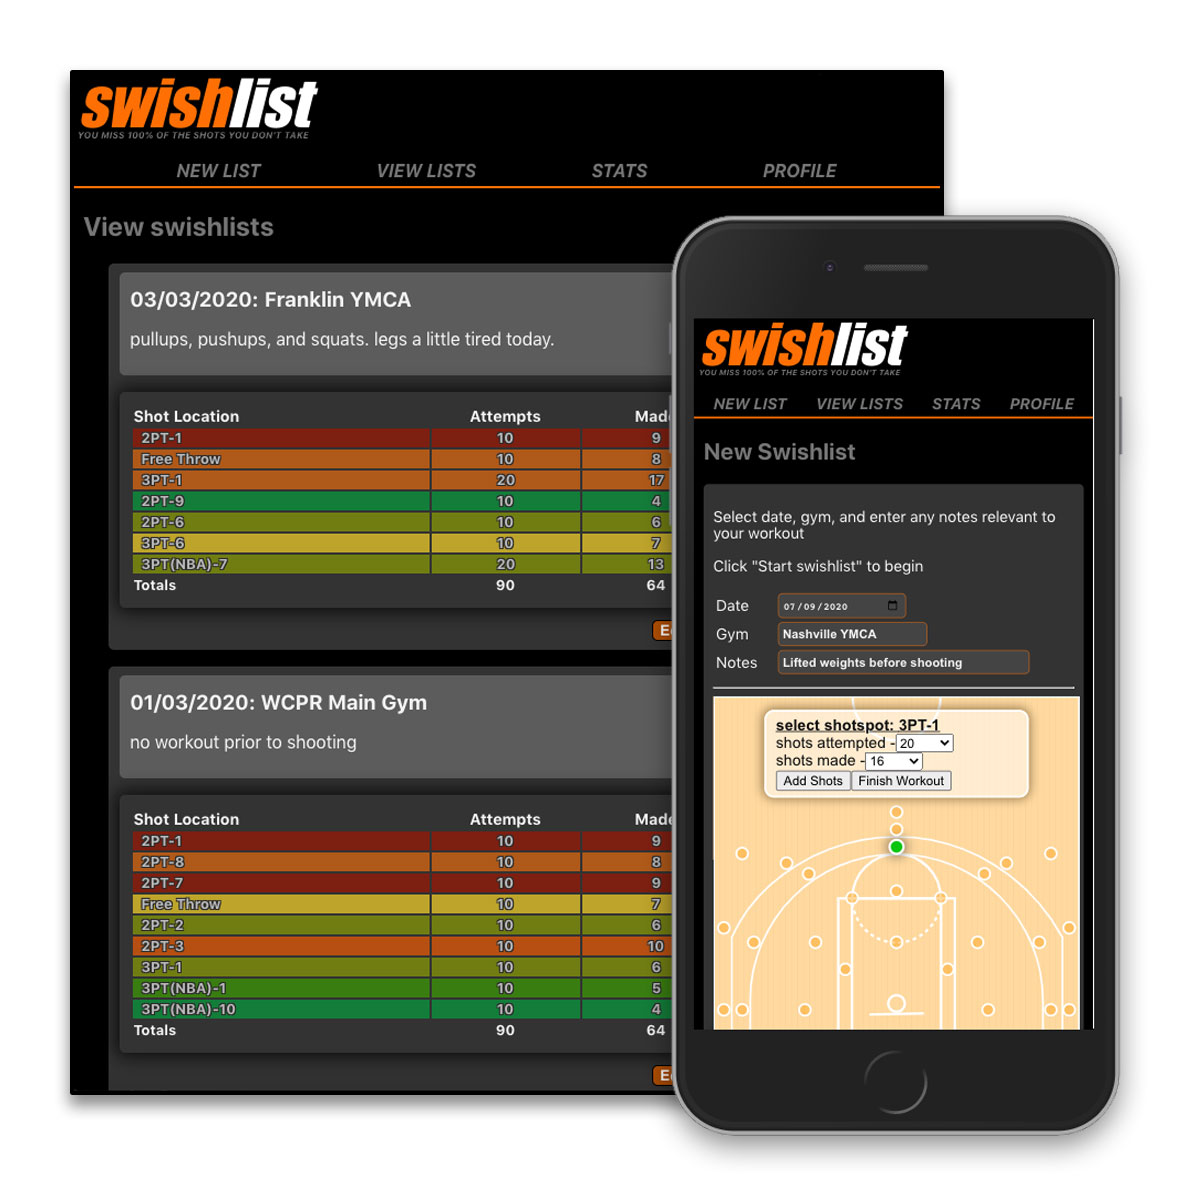 swishlist
YOU MISS 100% OF THE SHOTS YOU DON'T TAKE
NEW LIST VIEW LISTS STATS PROFILE
View swishlists
03/03/2020: Franklin YMCA
pullups, pushups, and squats. legs a little tired today.
Shot Location Attempts Made
2PT-1 10 9
Free Throw 10 8
3PT-1 20 17
2PT-9 10 4
2PT-6 10 6
3PT-6 10 7
3PT(NBA)-7 20 13
Totals 90 64
01/03/2020: WCPR Main Gym
no workout prior to shooting
Shot Location Attempts Made
2PT-1 10 9
2PT-8 10 8
2PT-7 10 9
Free Throw 10 7
2PT-2 10 6
2PT-3 10 10
3PT-1 10 6
3PT(NBA)-1 10 5
3PT(NBA)-10 10 4
Totals 90 64
swishlist
YOU MISS 100% OF THE SHOTS YOU DON'T TAKE
NEW LIST VIEW LISTS STATS PROFILE
New Swishlist
Select date, gym, and enter any notes relevant to
your workout
Click "Start swishlist" to begin
Date 07/09/2020
Gym Nashville YMCA
Notes Lifted weights before shooting
select shotspot: 3PT-1
shots attempted -20
shots made -16
Add Shots Finish Workout